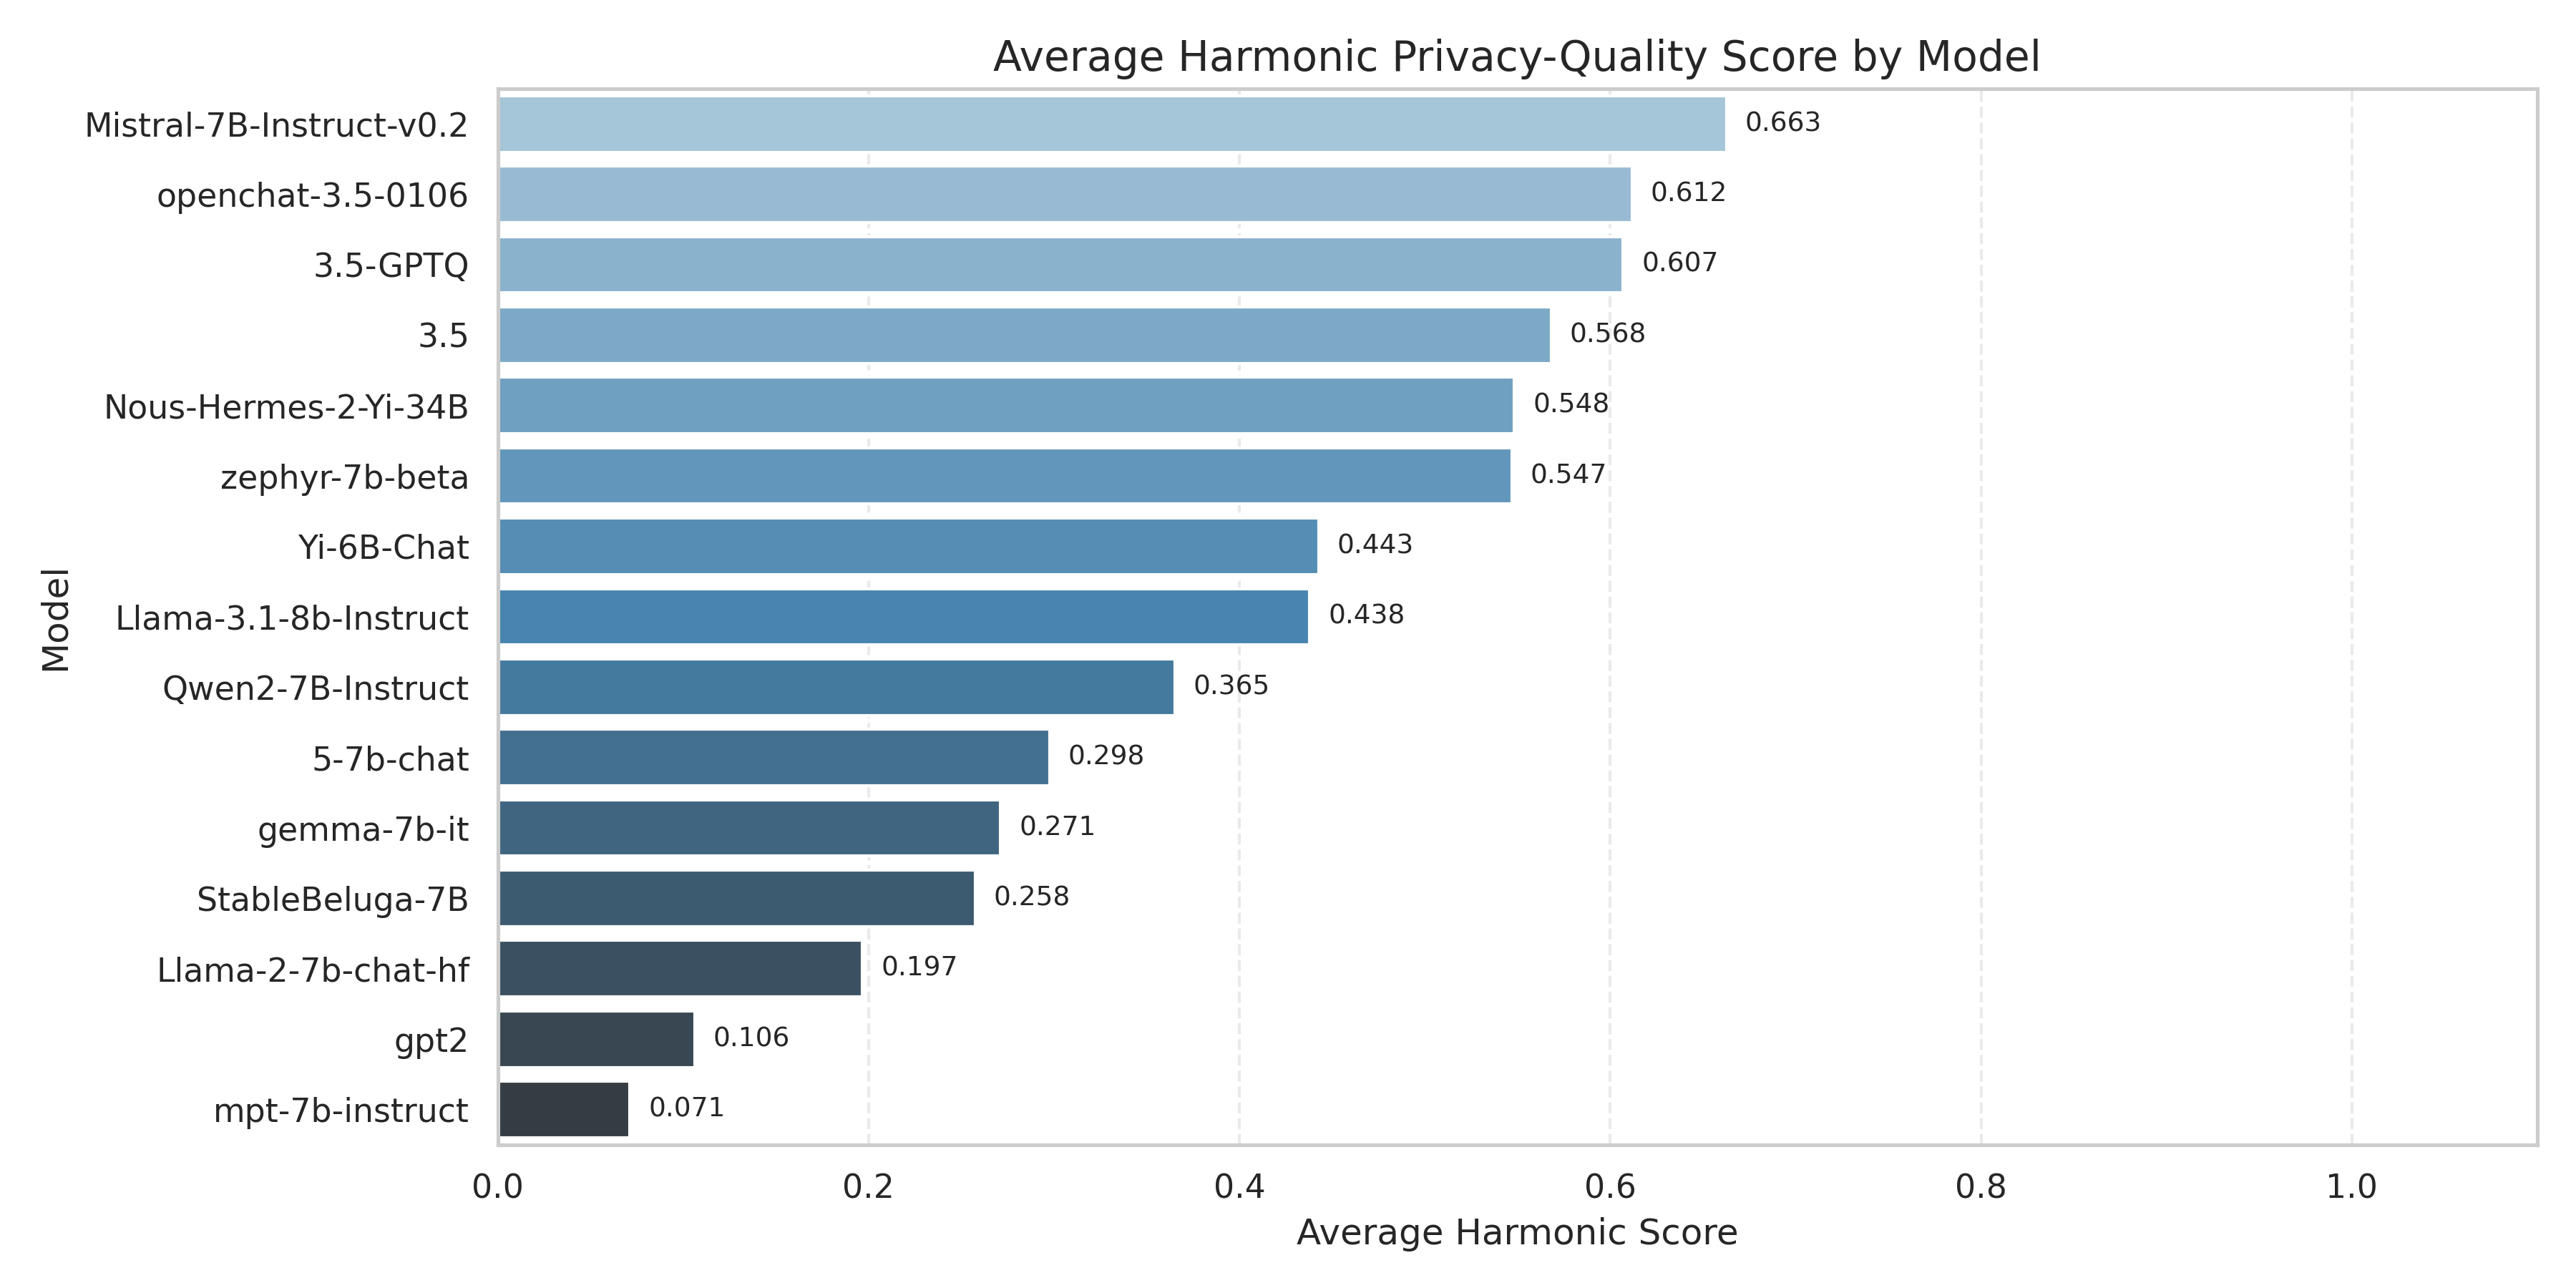 Average Harmonic Privacy-Quality Score by Model
Mistral-7B-Instruct-v0.2 0.663
openchat-3.5-0106 0.612
3.5-GPTQ 0.607
3.5 0.568
Nous-Hermes-2-Yi-34B 0.548
zephyr-7b-beta 0.547
Yi-6B-Chat 0.443
Llama-3.1-8b-Instruct 0.438
Qwen2-7B-Instruct 0.365
5-7b-chat 0.298
gemma-7b-it 0.271
StableBeluga-7B 0.258
Llama-2-7b-chat-hf 0.197
gpt2 0.106
mpt-7b-instruct 0.071
Model
0.0 0.2 0.4 0.6 0.8 1.0
Average Harmonic Score